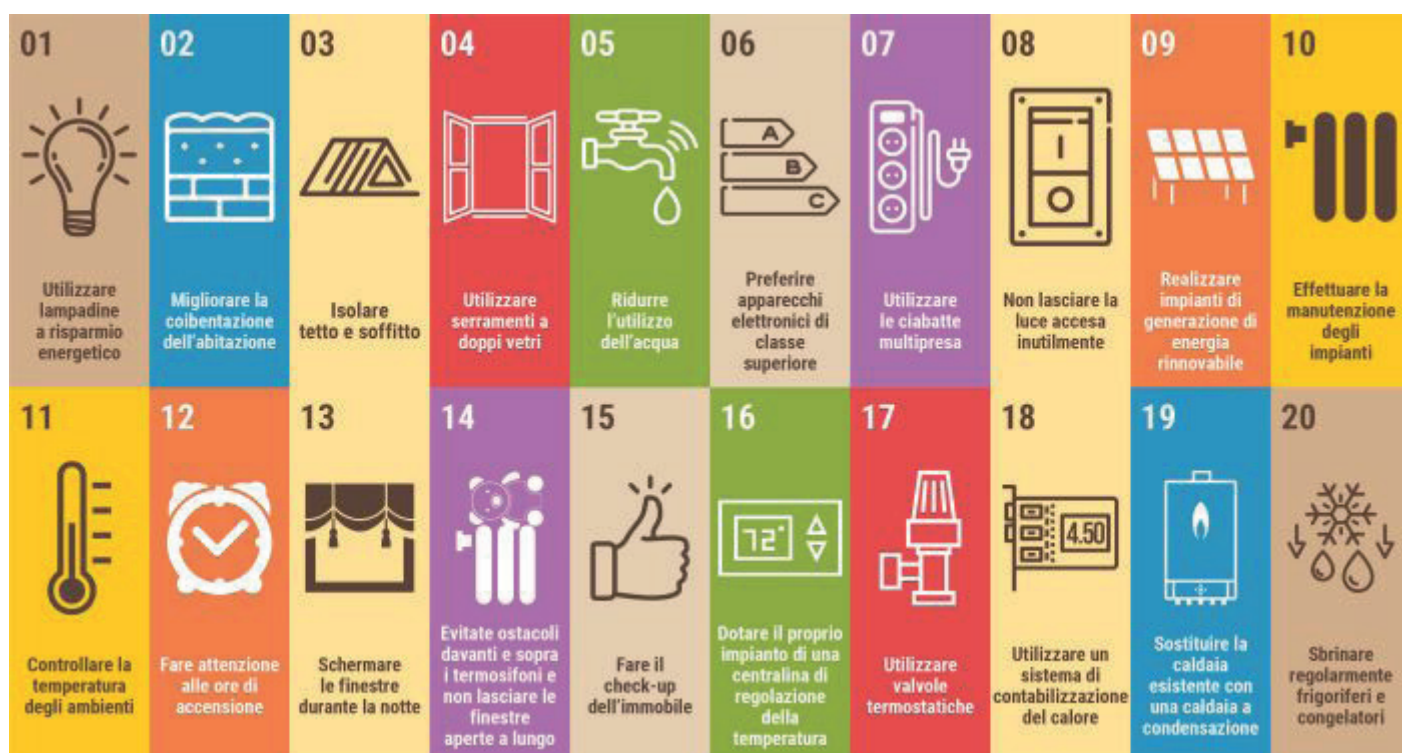 01
Utilizzare
lampadine
a risparmio
energetico
02
Migliorare la
coibentazione
dell'abitazione
03
Isolare
tetto e soffitto
04
Utilizzare
serramenti a
doppi vetri
05
Ridurre
l'utilizzo
dell'acqua
06
A
B
C
Preferire
apparecchi
elettronici di
classe
superiore
07
Utilizzare
le ciabatte
multipresa
08
Non lasciare la
luce accesa
inutilmente
09
Realizzare
impianti di
generazione di
energia
rinnovabile
10
Effettuare la
manutenzione
degli
impianti
11
Controllare la
temperatura
degli ambienti
12
Fare attenzione
alle ore di
accensione
13
Schermare
le finestre
durante la notte
14
Evitate ostacoli
davanti e sopra
i termosifoni e
non lasciare le
finestre
aperte a lungo
15
Fare il
check-up
dell'immobile
16
72°
Dotare il proprio
impianto di una
centralina di
regolazione
della
temperatura
17
Utilizzare
valvole
termostatiche
18
4.50
Utilizzare un
sistema di
contabilizzazione
del calore
19
Sostituire la
caldaia
esistente con
una caldaia a
condensazione
20
Sbrinare
regolarmente
frigoriferi e
congelatori